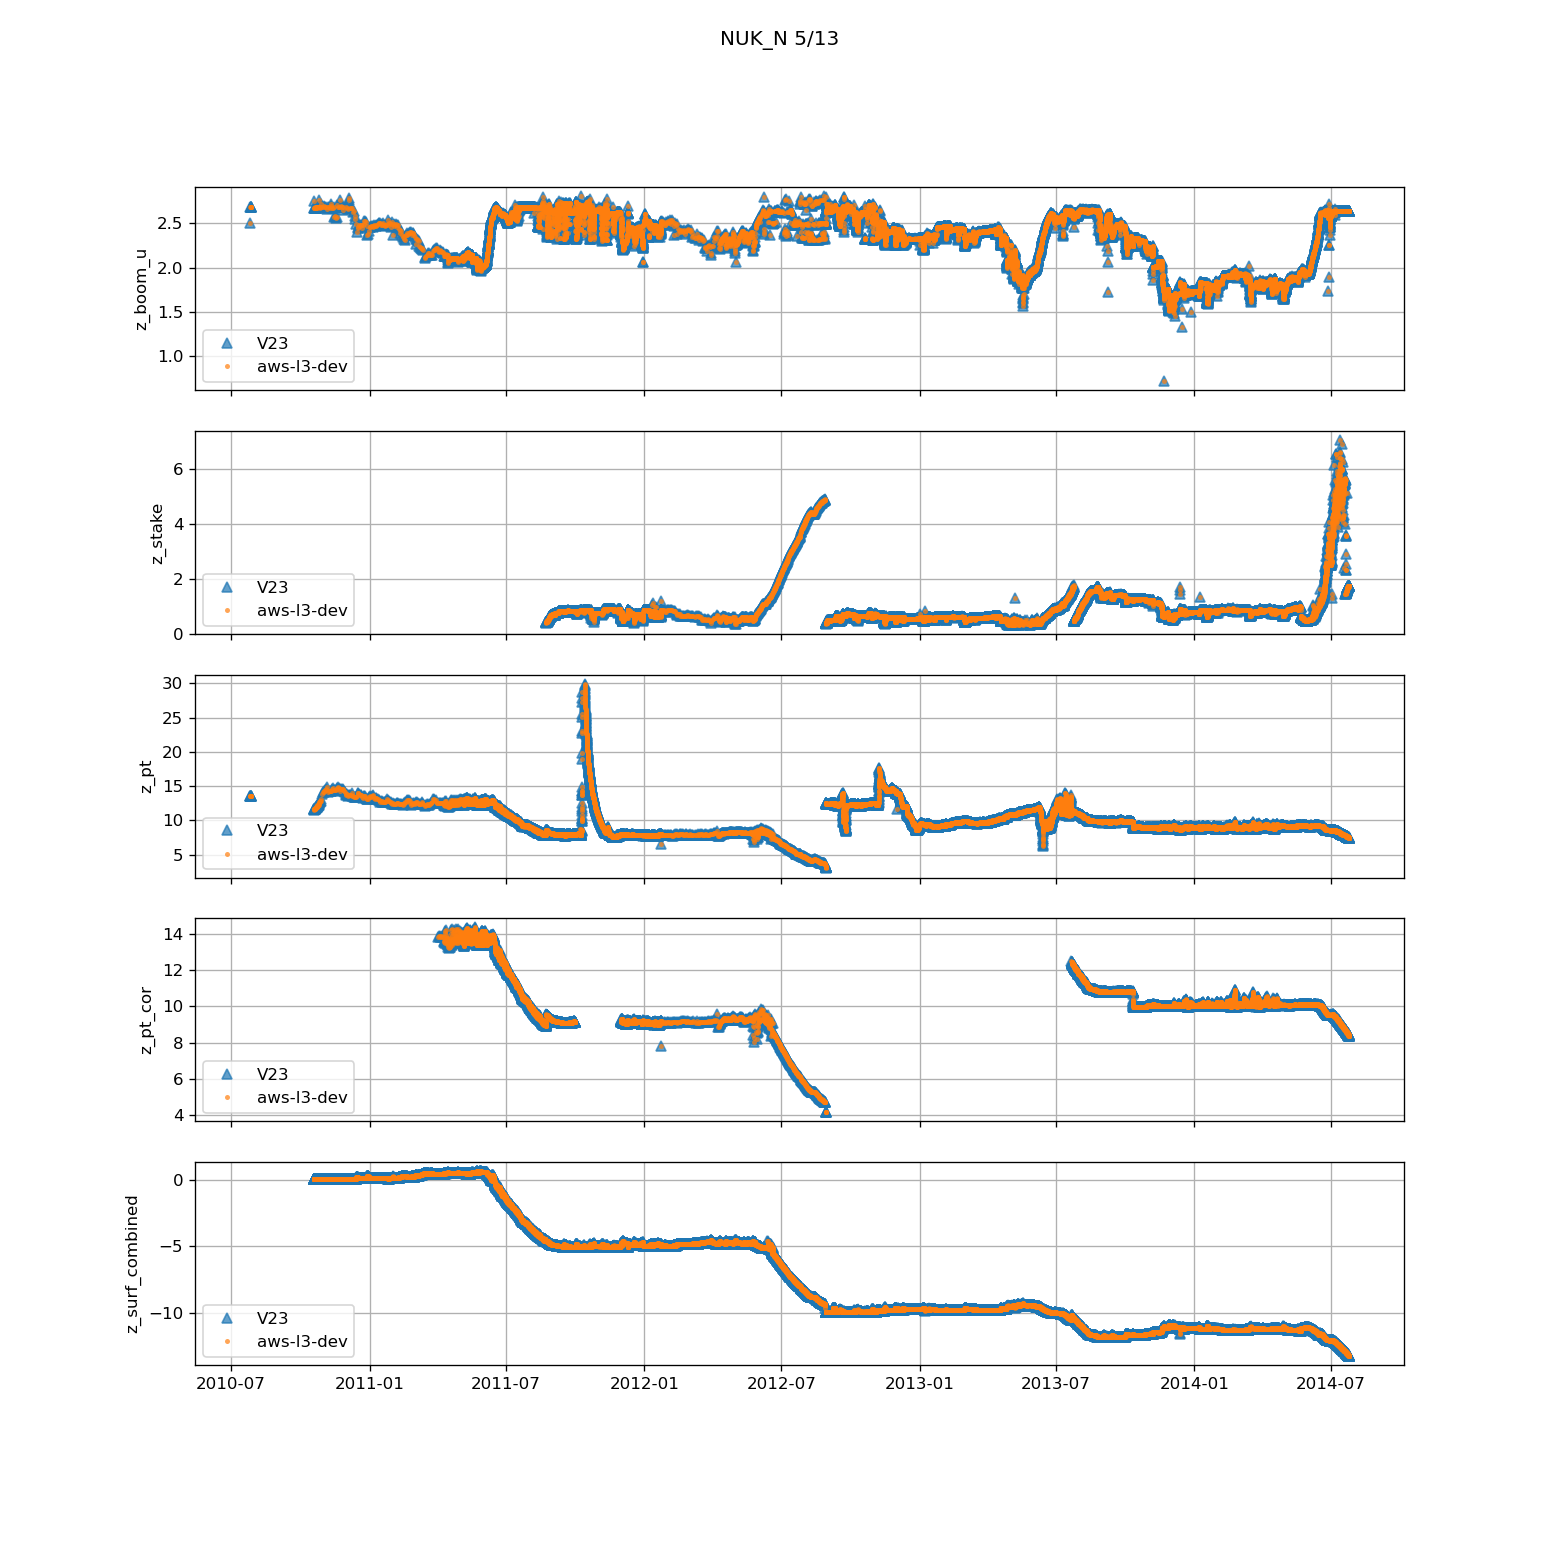 NUK_N 5/13
z_boom_u
2.5
2.0
1.5
1.0
V23
aws-l3-dev
z_stake
6
4
2
0
V23
aws-l3-dev
z_pt
30
25
20
15
10
5
V23
aws-l3-dev
z_pt_cor
14
12
10
8
6
4
V23
aws-l3-dev
z_surf_combined
0
−5
−10
V23
aws-l3-dev
2010-07 2011-01 2011-07 2012-01 2012-07 2013-01 2013-07 2014-01 2014-07